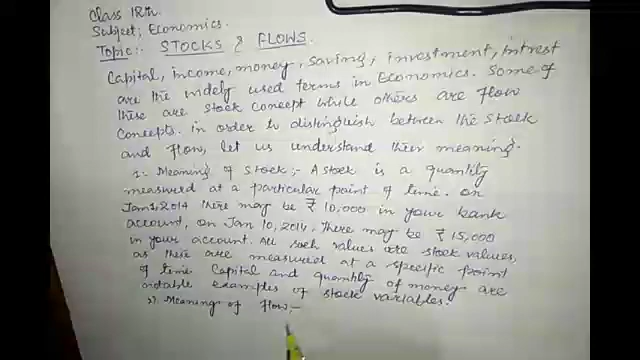 Class 12th.
Subject; Economics.
Topic:- STOCKS & FLOWS.
Capital, income, money, saving, investment, intrest
are the widely used terms in Economics. Some of
these are stock concept while others are flow
concepts. in order to distinguish between the stock
and flow, let us understand their meaning.
1:- Meaning of Stock;- A stock is a quantity
measured at a particular point of time. On
Jan 1, 2014 there may be ₹ 10,000 in your bank
account, on Jan 10, 2014. There may be ₹ 15,000
in your account. All such values are stock values,
as these are measured at a specific point
of time Capital and quantity of money are
notable examples of stock variables.
2). Meaning of flow;-